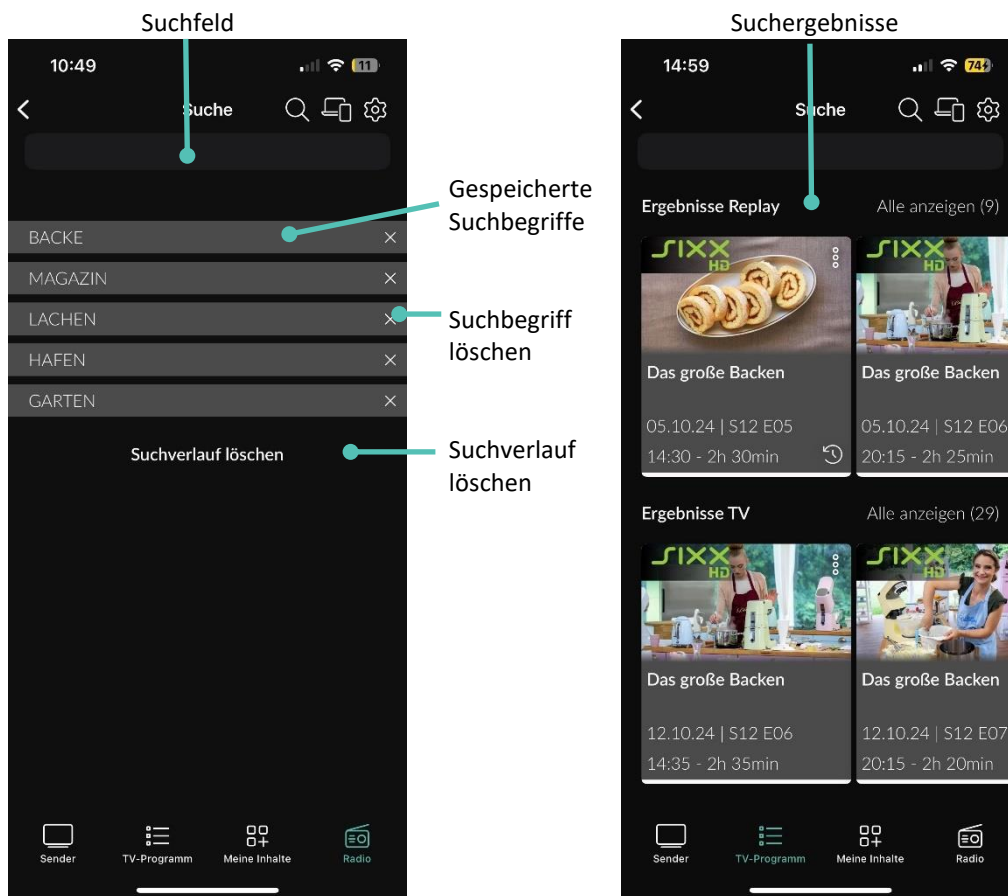 Suchfeld
10:49
11
Suche
BACKE
MAGAZIN
LACHEN
HAFEN
GARTEN
Suchverlauf löschen
Sender
TV-Programm
Meine Inhalte
Radio
Gespeicherte
Suchbegriffe
Suchbegriff
löschen
Suchverlauf
löschen
Suchergebnisse
14:59
74
Suche
Ergebnisse Replay
Alle anzeigen (9)
sixx
HD
Das große Backen
05.10.24 | S12 E05
14:30 - 2h 30min
sixx
HD
Das große Backen
05.10.24 | S12 E06
20:15 - 2h 25min
Ergebnisse TV
Alle anzeigen (29)
sixx
HD
Das große Backen
12.10.24 | S12 E06
14:35 - 2h 35min
sixx
HD
Das große Backen
12.10.24 | S12 E07
20:15 - 2h 20min
Sender
TV-Programm
Meine Inhalte
Radio